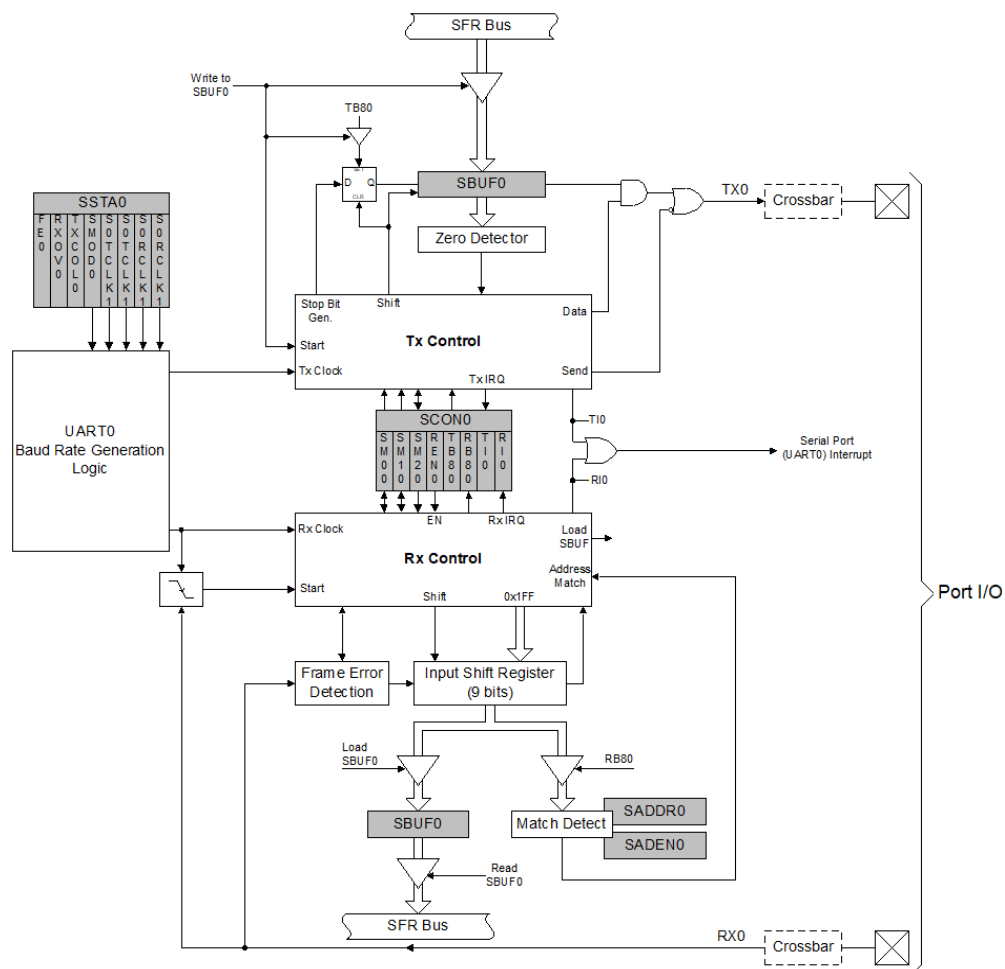 SFR Bus
Write to
SBUF0
TB80
SET
D Q
CLR
SBUF0
TX0
Crossbar
SSTA0
FE0
RXOV0
TXCOL0
SMOD0
S0TCLK1
S0TCLK1
S0RCLK1
S0RCLK1
Zero Detector
Stop Bit
Gen.
Shift
Data
Tx Control
Start
Tx Clock
Send
Tx IRQ
UART0
Baud Rate Generation
Logic
SCON0
SM00
SM10
SM20
REN0
TB80
RB80
TI0
RI0
TI0
Serial Port
(UART0) Interrupt
RI0
Rx Clock
EN
Rx IRQ
Load
SBUF
Rx Control
Address
Match
Start
Shift
0x1FF
Port I/O
Frame Error
Detection
Input Shift Register
(9 bits)
Load
SBUF0
RB80
SBUF0
Match Detect
SADDR0
SADEN0
Read
SBUF0
SFR Bus
RX0
Crossbar